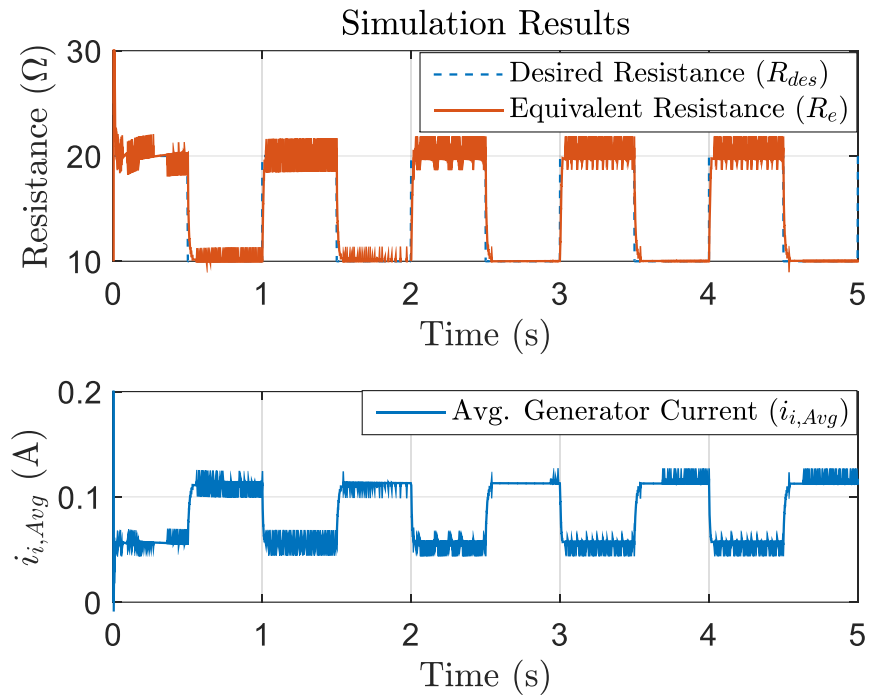 Simulation Results
Resistance (Ω)
30
20
10
Desired Resistance (R_des)
Equivalent Resistance (R_e)
0 1 2 3 4 5
Time (s)
i_i,Avg (A)
0.2
0.1
0
Avg. Generator Current (i_i,Avg)
0 1 2 3 4 5
Time (s)